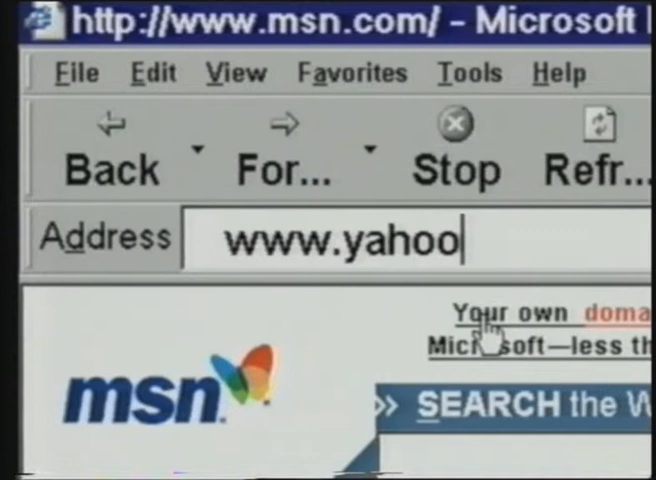 http://www.msn.com/ - Microsoft
File Edit View Favorites Tools Help
Back For... Stop Refr...
Address www.yahoo
Your own doma
Microsoft—less th
msn
>> SEARCH the W